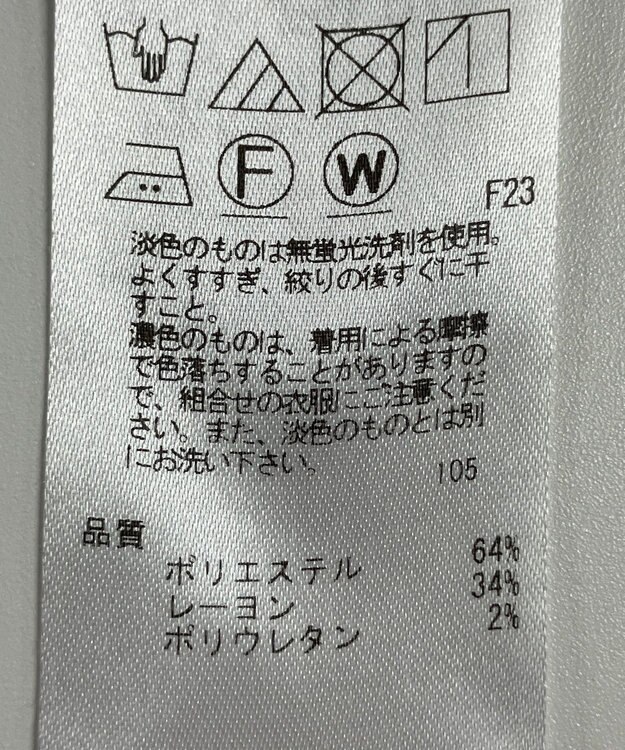 F W
F23
淡色のものは無蛍光洗剤を使用。
よくすすぎ、絞りの後すぐに干
すこと。
濃色のものは、着用による摩擦
で色落ちすることがありますの
で、組合せの衣服にご注意くだ
さい。また、淡色のものとは別
にお洗い下さい。
105
品質
ポリエステル 64%
レーヨン 34%
ポリウレタン 2%